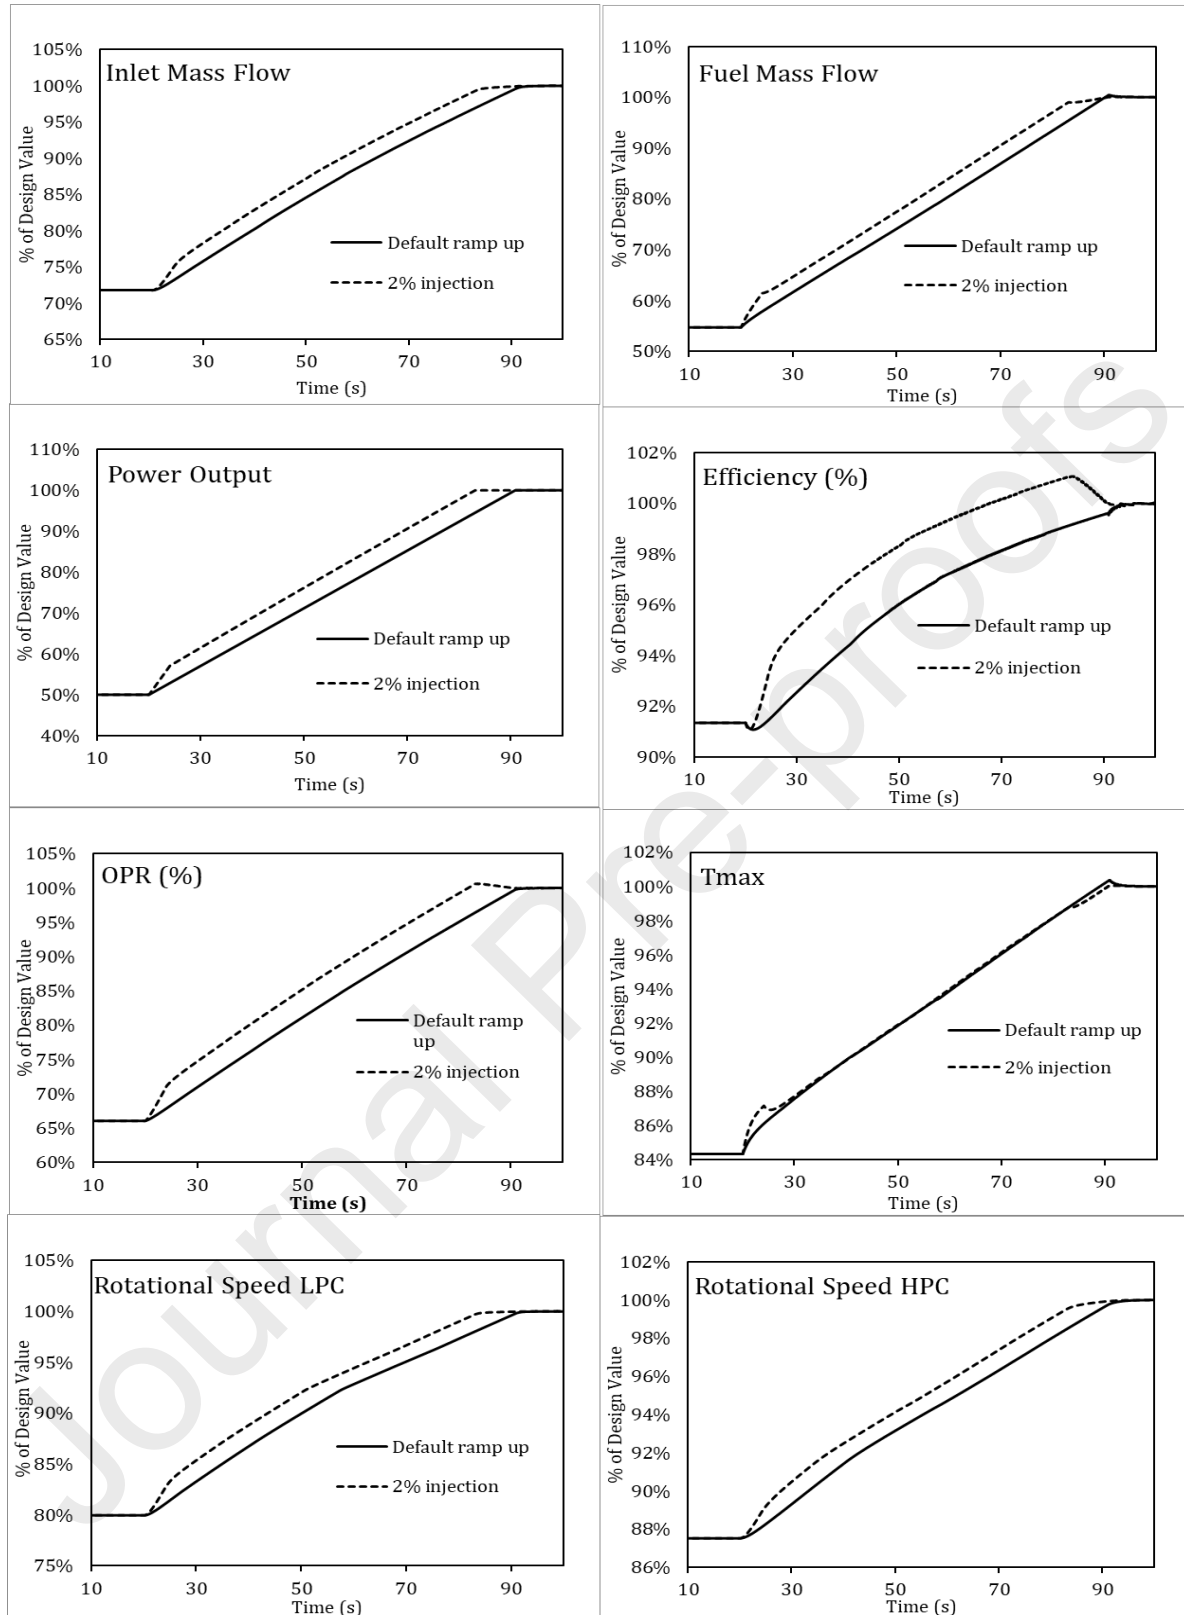 Inlet Mass Flow
% of Design Value
105%
100%
95%
90%
85%
80%
75%
70%
65%
Default ramp up
2% injection
10 30 50 70 90
Time (s)
Fuel Mass Flow
% of Design Value
110%
100%
90%
80%
70%
60%
50%
Default ramp up
2% injection
10 30 50 70 90
Time (s)
Power Output
% of Design Value
110%
100%
90%
80%
70%
60%
50%
40%
Default ramp up
2% injection
10 30 50 70 90
Time (s)
Efficiency (%)
% of Design Value
102%
100%
98%
96%
94%
92%
90%
Default ramp up
2% injection
10 30 50 70 90
Time (s)
OPR (%)
% of Design Value
105%
100%
95%
90%
85%
80%
75%
70%
65%
60%
Default ramp
up
2% injection
10 30 50 70 90
Time (s)
Tmax
% of Design Value
102%
100%
98%
96%
94%
92%
90%
88%
86%
84%
Default ramp up
2% injection
10 30 50 70 90
Time (s)
Rotational Speed LPC
% of Design Value
105%
100%
95%
90%
85%
80%
75%
Default ramp up
2% injection
10 30 50 70 90
Time (s)
Rotational Speed HPC
% of Design Value
102%
100%
98%
96%
94%
92%
90%
88%
86%
Default ramp up
2% injection
10 30 50 70 90
Time (s)
Journal Pre-proofs